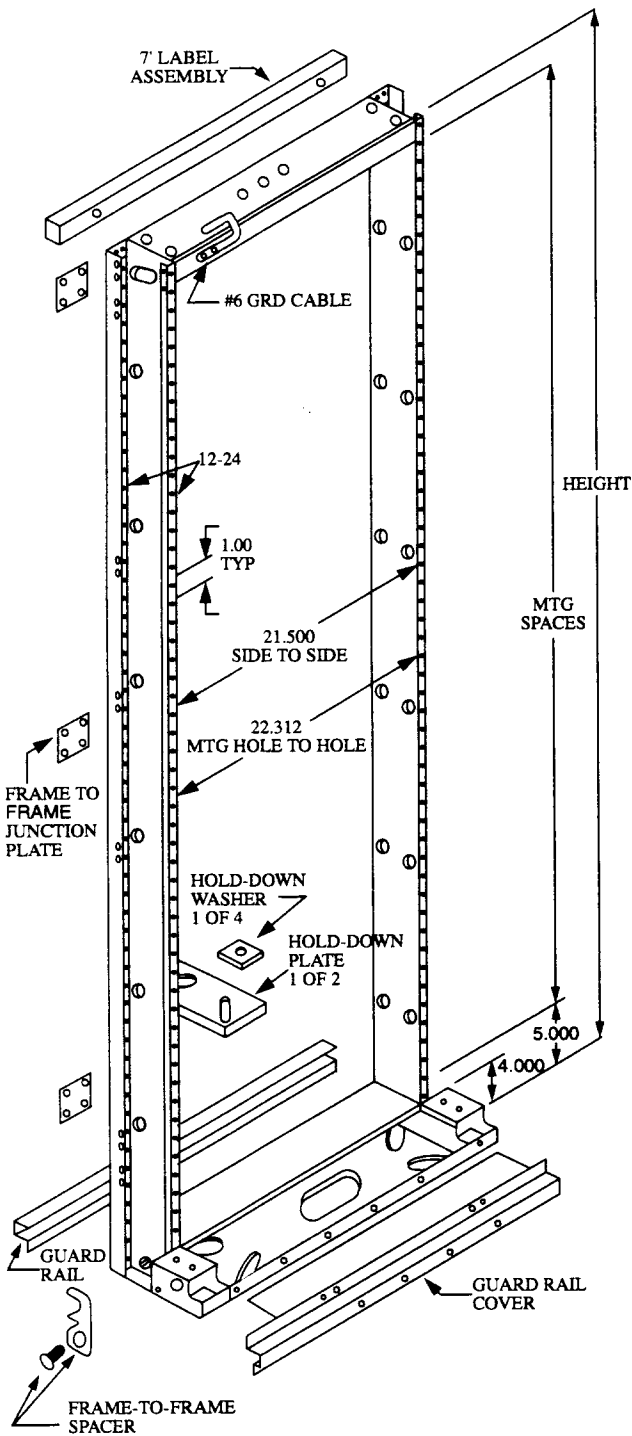 7' LABEL
ASSEMBLY
#6 GRD CABLE
12-24
HEIGHT
1.00
TYP
MTG
SPACES
21.500
SIDE TO SIDE
22.312
MTG HOLE TO HOLE
FRAME TO
FRAME
JUNCTION
PLATE
HOLD-DOWN
WASHER
1 OF 4
HOLD-DOWN
PLATE
1 OF 2
5.000
4.000
GUARD
RAIL
GUARD RAIL
COVER
FRAME-TO-FRAME
SPACER